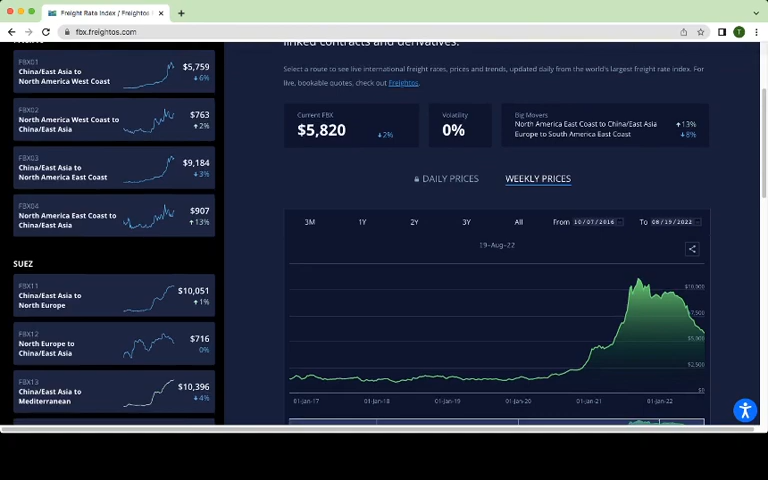 Freight Rate Index / Freightos
fbx.freightos.com
T
FBX01
China/East Asia to
North America West Coast
$5,759
6%
FBX02
North America West Coast to
China/East Asia
$763
2%
FBX03
China/East Asia to
North America East Coast
$9,184
3%
FBX04
North America East Coast to
China/East Asia
$907
13%
SUEZ
FBX11
China/East Asia to
North Europe
$10,051
1%
FBX12
North Europe to
China/East Asia
$716
0%
FBX13
China/East Asia to
Mediterranean
$10,396
4%
linked contracts and derivatives.
Select a route to see live international freight rates, prices and trends, updated daily from the world's largest freight rate index. For
live, bookable quotes, check out Freightos.
Current FBX
$5,820
2%
Volatility
0%
Big Movers
North America East Coast to China/East Asia 13%
Europe to South America East Coast 8%
DAILY PRICES WEEKLY PRICES
3M 1Y 2Y 3Y All From 10/07/2016 To 08/19/2022
19-Aug-22
$10,000
$7,500
$5,000
$2,500
$0
01-Jan-17 01-Jan-18 01-Jan-19 01-Jan-20 01-Jan-21 01-Jan-22